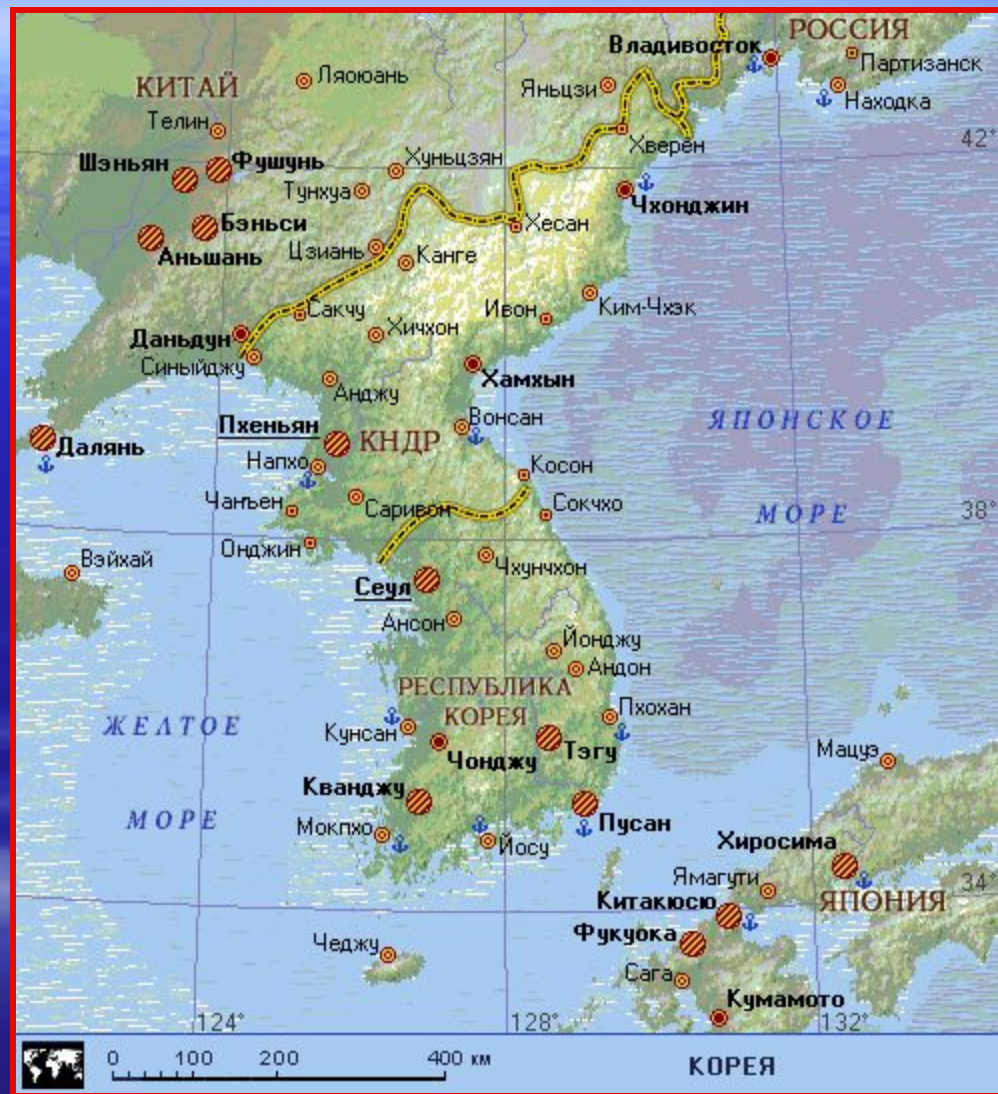 РОССИЯ
Владивосток
Партизанск
КИТАЙ
Ляоюань
Яньцзи
Находка
Телин
42°
Хверён
Шэньян
Фушунь
Хуньцзян
Тунхуа
Чхонджин
Бэньси
Хесан
Аньшань
Цзиань
Канге
Сакчу
Ивон
Ким-Чхэк
Даньдун
Хичхон
Синыйджу
Хамхын
Анджу
Пхеньян
Вонсан
ЯПОНСКОЕ
Далянь
КНДР
Напхо
Косон
Чанъен
Саривон
Сокчхо
МОРЕ
38°
Онджин
Вэйхай
Чхунчхон
Сеул
Ансон
Йонджу
Андон
РЕСПУБЛИКА
КОРЕЯ
Пхохан
ЖЕЛТОЕ
Кунсан
Чонджу
Тэгу
Мацуэ
Кванджу
МОРЕ
Мокпхо
Пусан
Йосу
Хиросима
Ямагути
34°
Китакюсю
ЯПОНИЯ
Фукуока
Чеджу
Сага
Кумамото
124°
128°
132°
0 100 200 400 км
КОРЕЯ